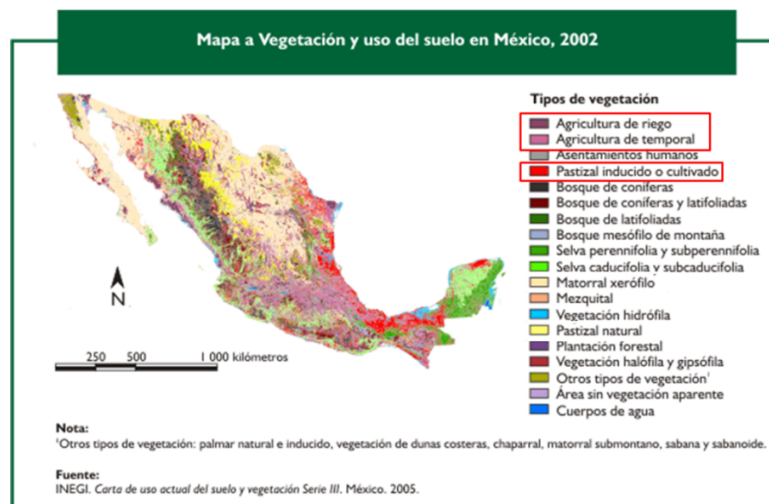 Mapa a Vegetación y uso del suelo en México, 2002
Tipos de vegetación
Agricultura de riego
Agricultura de temporal
Asentamientos humanos
Pastizal inducido o cultivado
Bosque de coníferas
Bosque de coníferas y latifoliadas
Bosque de latifoliadas
Bosque mesófilo de montaña
Selva perennifolia y subperennifolia
Selva caducifolia y subcaducifolia
Matorral xerófilo
Mezquital
Vegetación hidrófila
Pastizal natural
Plantación forestal
Vegetación halófila y gipsófila
Otros tipos de vegetación¹
Área sin vegetación aparente
Cuerpos de agua
N
250 500 1 000 kilómetros
Nota:
¹Otros tipos de vegetación: palmar natural e inducido, vegetación de dunas costeras, chaparral, matorral submontano, sabana y sabanoide.
Fuente:
INEGI. Carta de uso actual del suelo y vegetación Serie III. México. 2005.